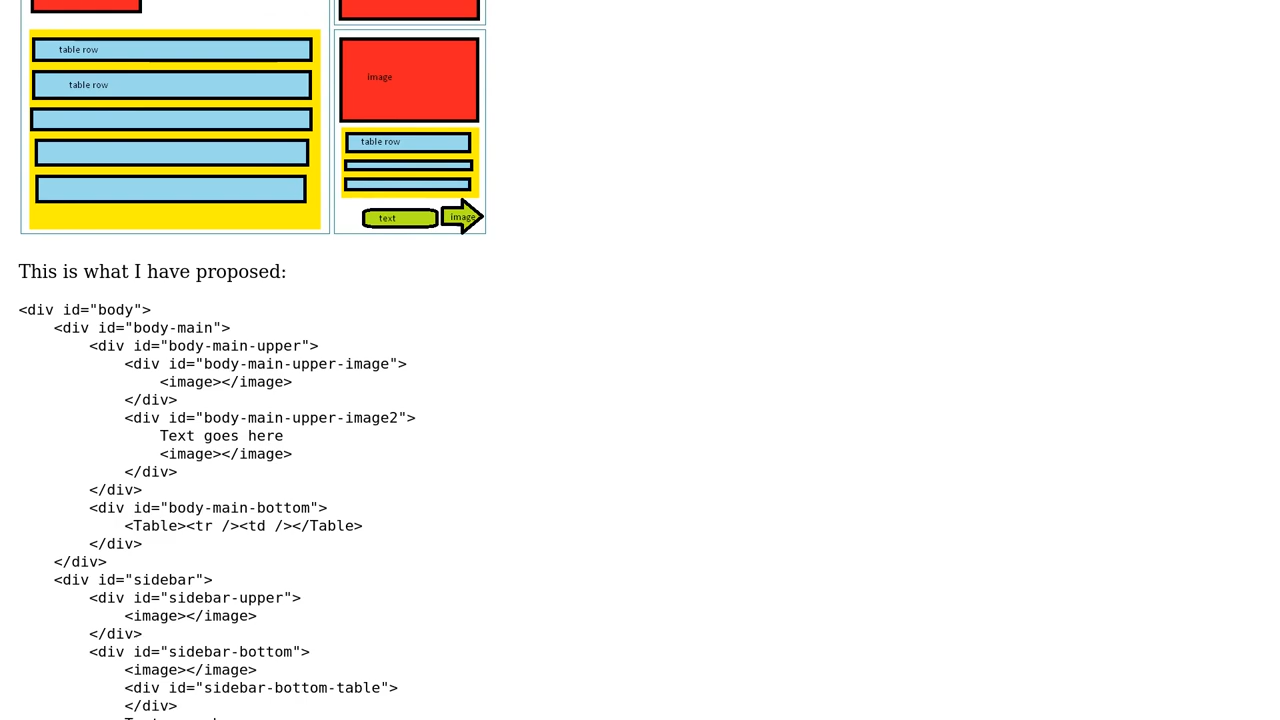 table row
table row
image
table row
text
image
This is what I have proposed:
<div id="body">
    <div id="body-main">
        <div id="body-main-upper">
            <div id="body-main-upper-image">
                <image></image>
            </div>
            <div id="body-main-upper-image2">
                Text goes here
                <image></image>
            </div>
        </div>
        <div id="body-main-bottom">
            <Table><tr /><td /></Table>
        </div>
    </div>
    <div id="sidebar">
        <div id="sidebar-upper">
            <image></image>
        </div>
        <div id="sidebar-bottom">
            <image></image>
            <div id="sidebar-bottom-table">
            </div>